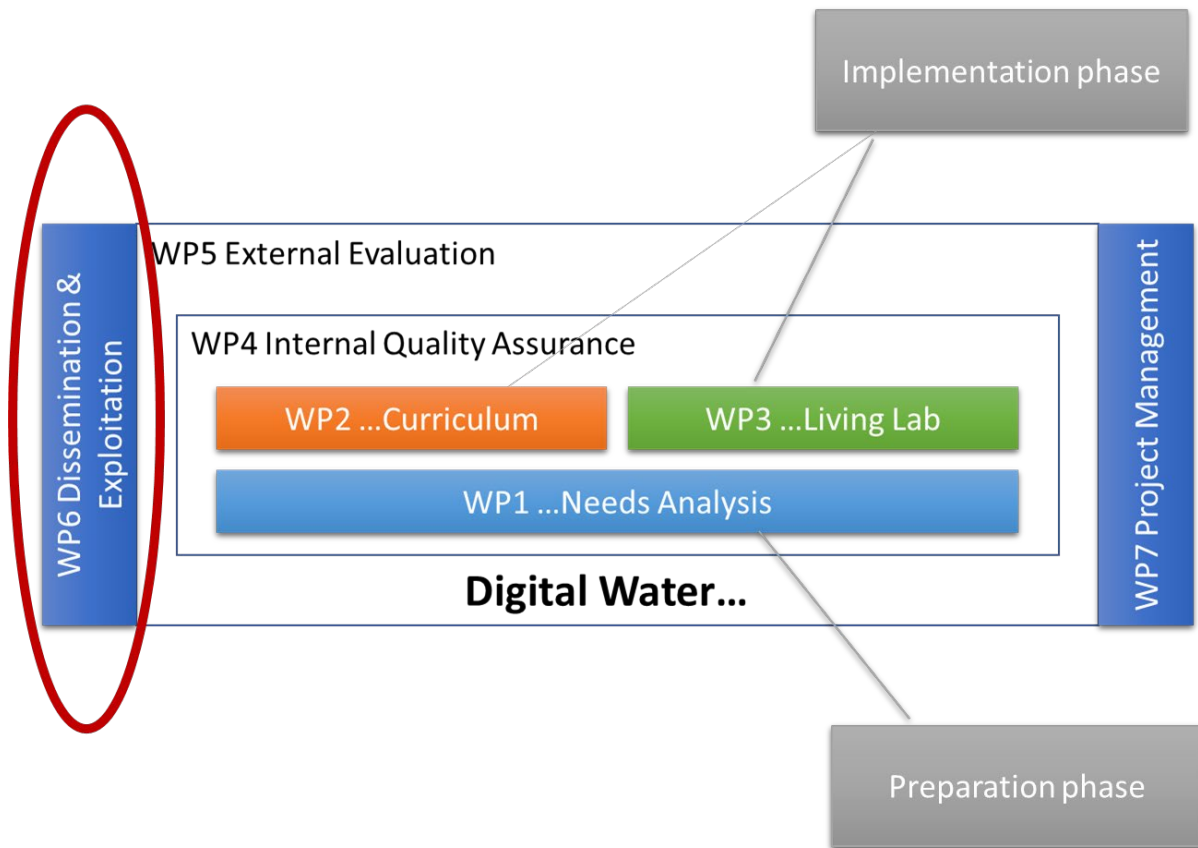 Implementation phase
WP6 Dissemination &
Exploitation
WP5 External Evaluation
WP4 Internal Quality Assurance
WP2 ...Curriculum
WP3 ...Living Lab
WP1 ...Needs Analysis
Digital Water...
WP7 Project Management
Preparation phase